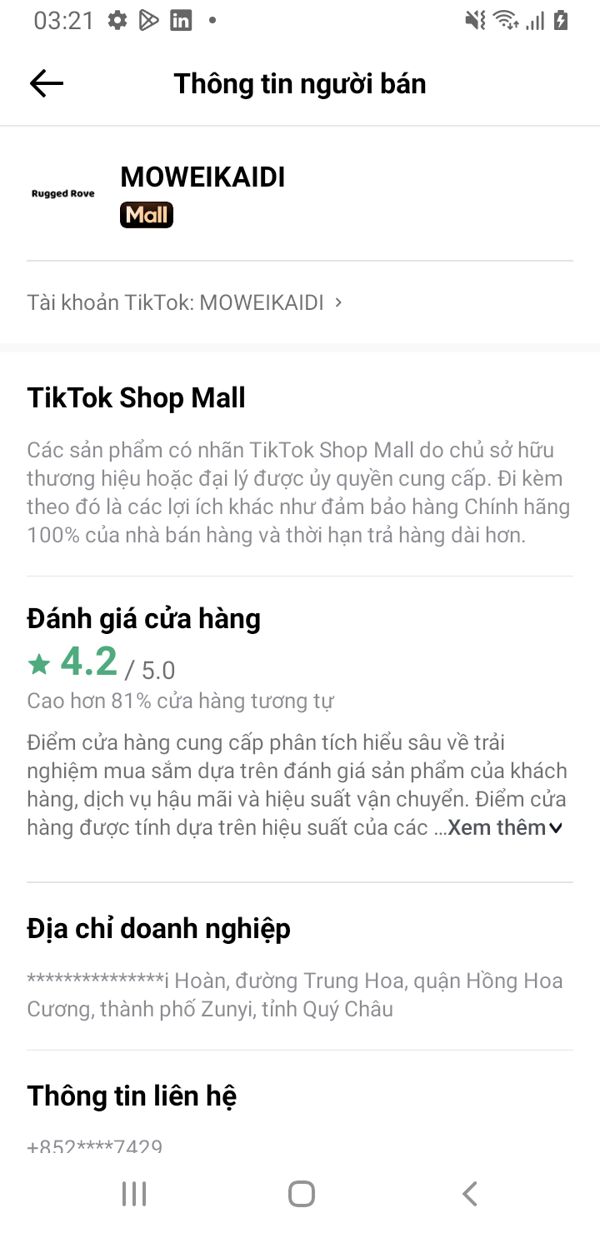 03:21
Thông tin người bán
Rugged Rove
MOWEIKAIDI
Mall
Tài khoản TikTok: MOWEIKAIDI >
TikTok Shop Mall
Các sản phẩm có nhãn TikTok Shop Mall do chủ sở hữu
thương hiệu hoặc đại lý được ủy quyền cung cấp. Đi kèm
theo đó là các lợi ích khác như đảm bảo hàng Chính hãng
100% của nhà bán hàng và thời hạn trả hàng dài hơn.
Đánh giá cửa hàng
4.2 / 5.0
Cao hơn 81% cửa hàng tương tự
Điểm cửa hàng cung cấp phân tích hiểu sâu về trải
nghiệm mua sắm dựa trên đánh giá sản phẩm của khách
hàng, dịch vụ hậu mãi và hiệu suất vận chuyển. Điểm cửa
hàng được tính dựa trên hiệu suất của các ...Xem thêm
Địa chỉ doanh nghiệp
***************i Hoàn, đường Trung Hoa, quận Hồng Hoa
Cương, thành phố Zunyi, tỉnh Quý Châu
Thông tin liên hệ
+852****7429